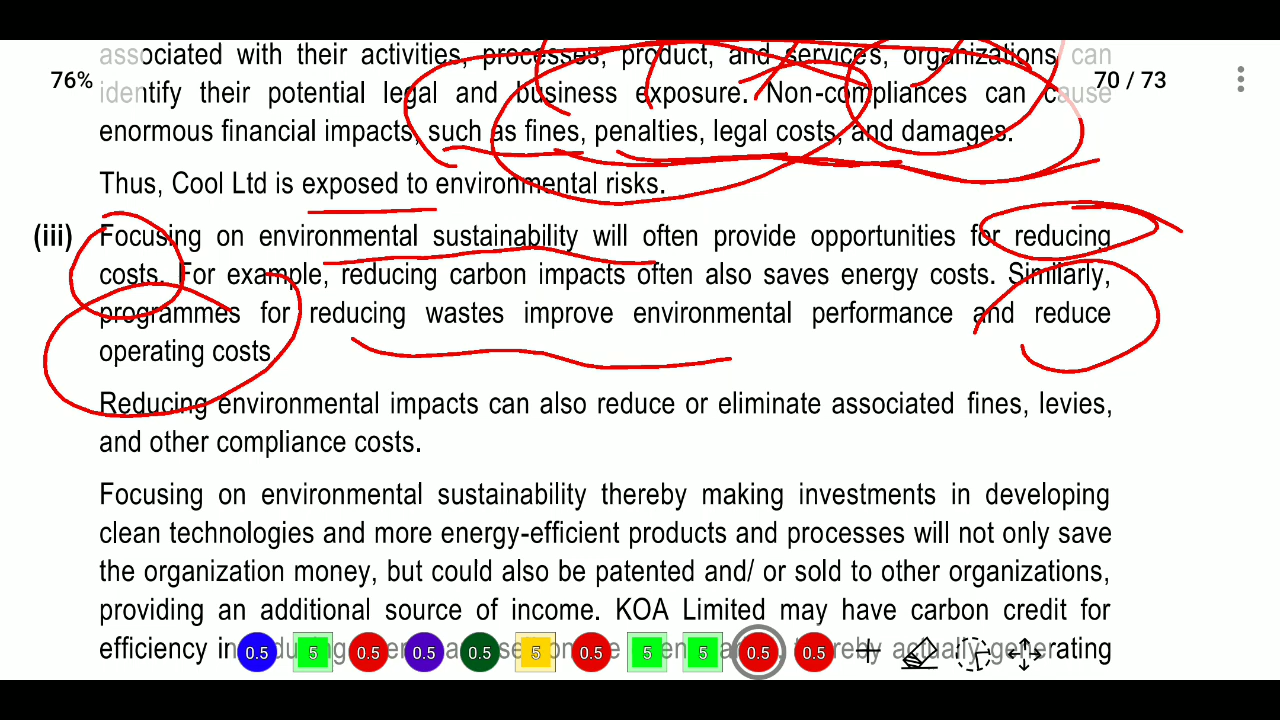 associated with their activities, processes, product, and services, organizations can
76%
70 / 73
identify their potential legal and business exposure. Non-compliances can cause
enormous financial impacts, such as fines, penalties, legal costs, and damages.
Thus, Cool Ltd is exposed to environmental risks.
(iii) Focusing on environmental sustainability will often provide opportunities for reducing
costs. For example, reducing carbon impacts often also saves energy costs. Similarly,
programmes for reducing wastes improve environmental performance and reduce
operating costs
Reducing environmental impacts can also reduce or eliminate associated fines, levies,
and other compliance costs.
Focusing on environmental sustainability thereby making investments in developing
clean technologies and more energy-efficient products and processes will not only save
the organization money, but could also be patented and/ or sold to other organizations,
providing an additional source of income. KOA Limited may have carbon credit for
efficiency in actually generating
0.5 5 0.5 0.5 0.5 5 0.5 5 5 0.5 0.5